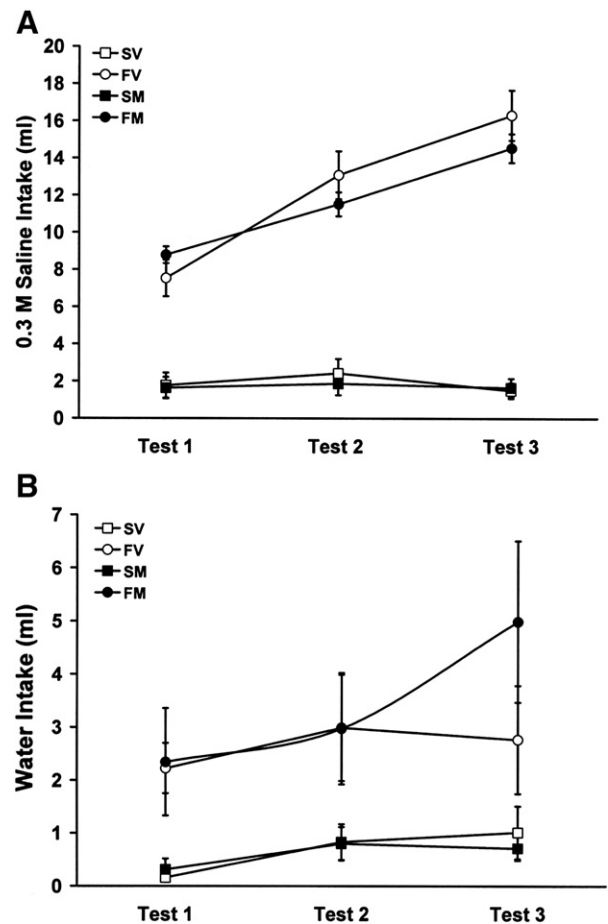 A
SV
FV
SM
FM
0.3 M Saline Intake (ml)
20
18
16
14
12
10
8
6
4
2
0
Test 1 Test 2 Test 3
B
SV
FV
SM
FM
Water Intake (ml)
7
6
5
4
3
2
1
0
Test 1 Test 2 Test 3